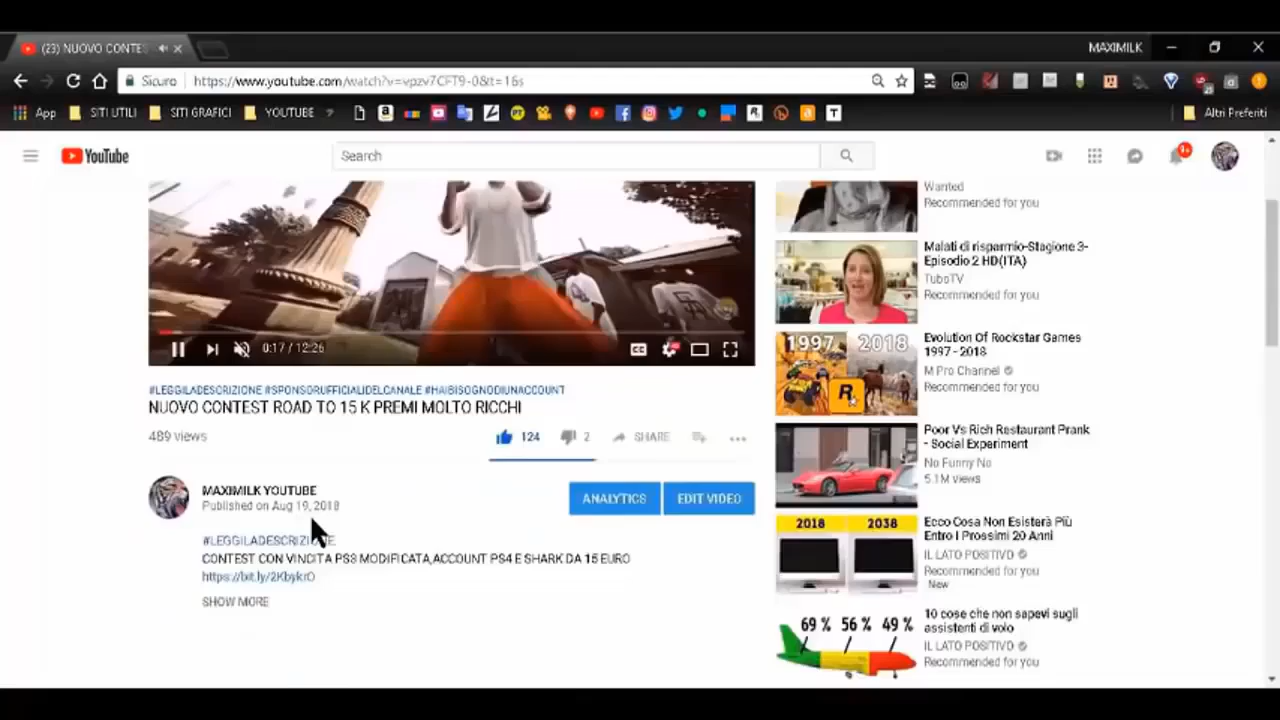 (23) NUOVO CONTES
MAXIMILK
Sicuro
https://www.youtube.com/watch?v=vpzv7CFT9-0&t=16s
App
SITI UTILI
SITI GRAFICI
YOUTUBE
Altri Preferiti
YouTube
Search
9+
Wanted
Recommended for you
Malati di risparmio-Stagione 3-
Episodio 2 HD(ITA)
TuboTV
Recommended for you
0:17 / 12:26
CC
1997 2018
R
Evolution Of Rockstar Games
1997 - 2018
M Pro Channel
Recommended for you
#LEGGILADESCRIZIONE #SPONSORUFFICIALIDELCANALE #HAIBISOGNODIUNACCOUNT
NUOVO CONTEST ROAD TO 15 K PREMI MOLTO RICCHI
489 views
124
2
SHARE
Poor Vs Rich Restaurant Prank
- Social Experiment
No Funny No
5.1M views
MAXIMILK YOUTUBE
Published on Aug 19, 2018
ANALYTICS
EDIT VIDEO
#LEGGILADESCRIZIONE
CONTEST CON VINCITA PS3 MODIFICATA,ACCOUNT PS4 E SHARK DA 15 EURO
https://bit.ly/2KbykrO
SHOW MORE
2018 2038
Ecco Cosa Non Esisterà Più
Entro I Prossimi 20 Anni
IL LATO POSITIVO
Recommended for you
New
69 % 56 % 49 %
10 cose che non sapevi sugli
assistenti di volo
IL LATO POSITIVO
Recommended for you